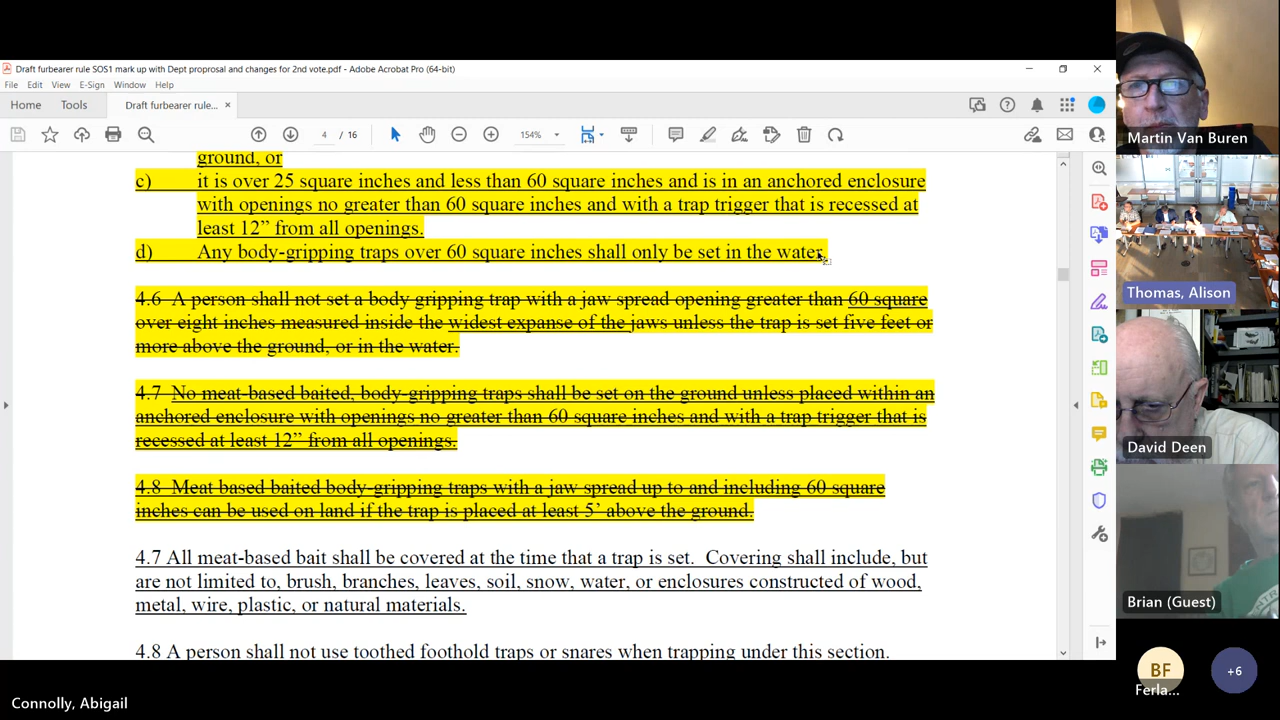 Draft furbearer rule SOS1 mark up with Dept proprosal and changes for 2nd vote.pdf - Adobe Acrobat Pro (64-bit)
File Edit View E-Sign Window Help
Home Tools Draft furbearer rule... ×
4 / 16 154%
ground, or
c) it is over 25 square inches and less than 60 square inches and is in an anchored enclosure
with openings no greater than 60 square inches and with a trap trigger that is recessed at
least 12” from all openings.
d) Any body-gripping traps over 60 square inches shall only be set in the water.
4.6 A person shall not set a body gripping trap with a jaw spread opening greater than 60 square
over eight inches measured inside the widest expanse of the jaws unless the trap is set five feet or
more above the ground, or in the water.
4.7 No meat-based baited, body-gripping traps shall be set on the ground unless placed within an
anchored enclosure with openings no greater than 60 square inches and with a trap trigger that is
recessed at least 12” from all openings.
4.8 Meat based baited body-gripping traps with a jaw spread up to and including 60 square
inches can be used on land if the trap is placed at least 5’ above the ground.
4.7 All meat-based bait shall be covered at the time that a trap is set. Covering shall include, but
are not limited to, brush, branches, leaves, soil, snow, water, or enclosures constructed of wood,
metal, wire, plastic, or natural materials.
4.8 A person shall not use toothed foothold traps or snares when trapping under this section.
Martin Van Buren
Thomas, Alison
David Deen
Brian (Guest)
BF
+6
Ferla...
Connolly, Abigail